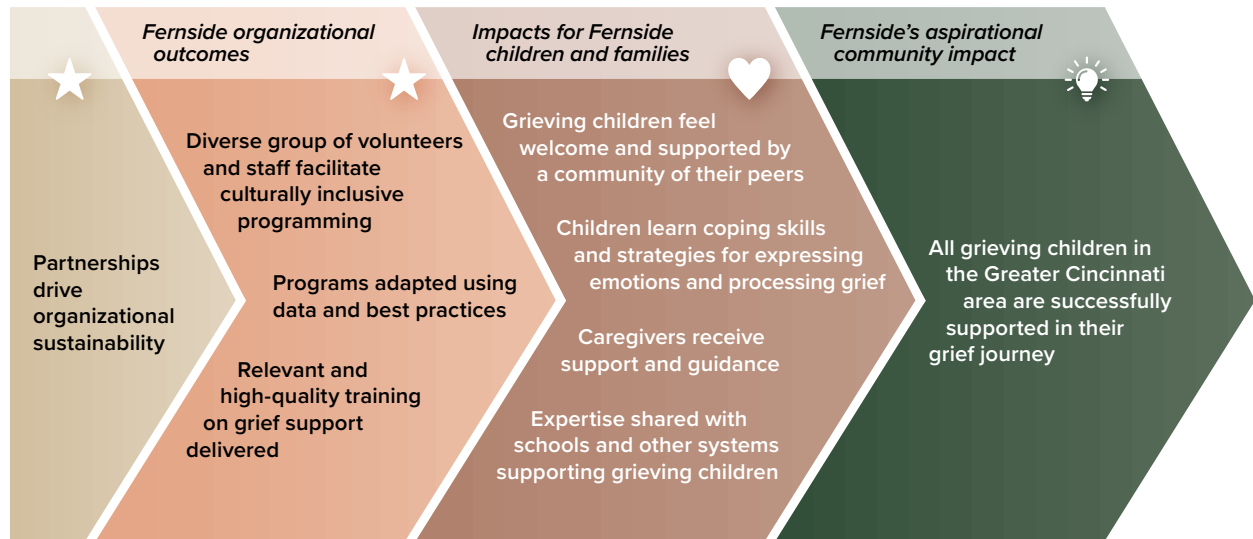 Partnerships
drive
organizational
sustainability
Fernside organizational
outcomes
Diverse group of volunteers
and staff facilitate
culturally inclusive
programming
Programs adapted using
data and best practices
Relevant and
high-quality training
on grief support
delivered
Impacts for Fernside
children and families
Grieving children feel
welcome and supported by
a community of their peers
Children learn coping skills
and strategies for expressing
emotions and processing grief
Caregivers receive
support and guidance
Expertise shared with
schools and other systems
supporting grieving children
Fernside’s aspirational
community impact
All grieving children in
the Greater Cincinnati
area are successfully
supported in their
grief journey